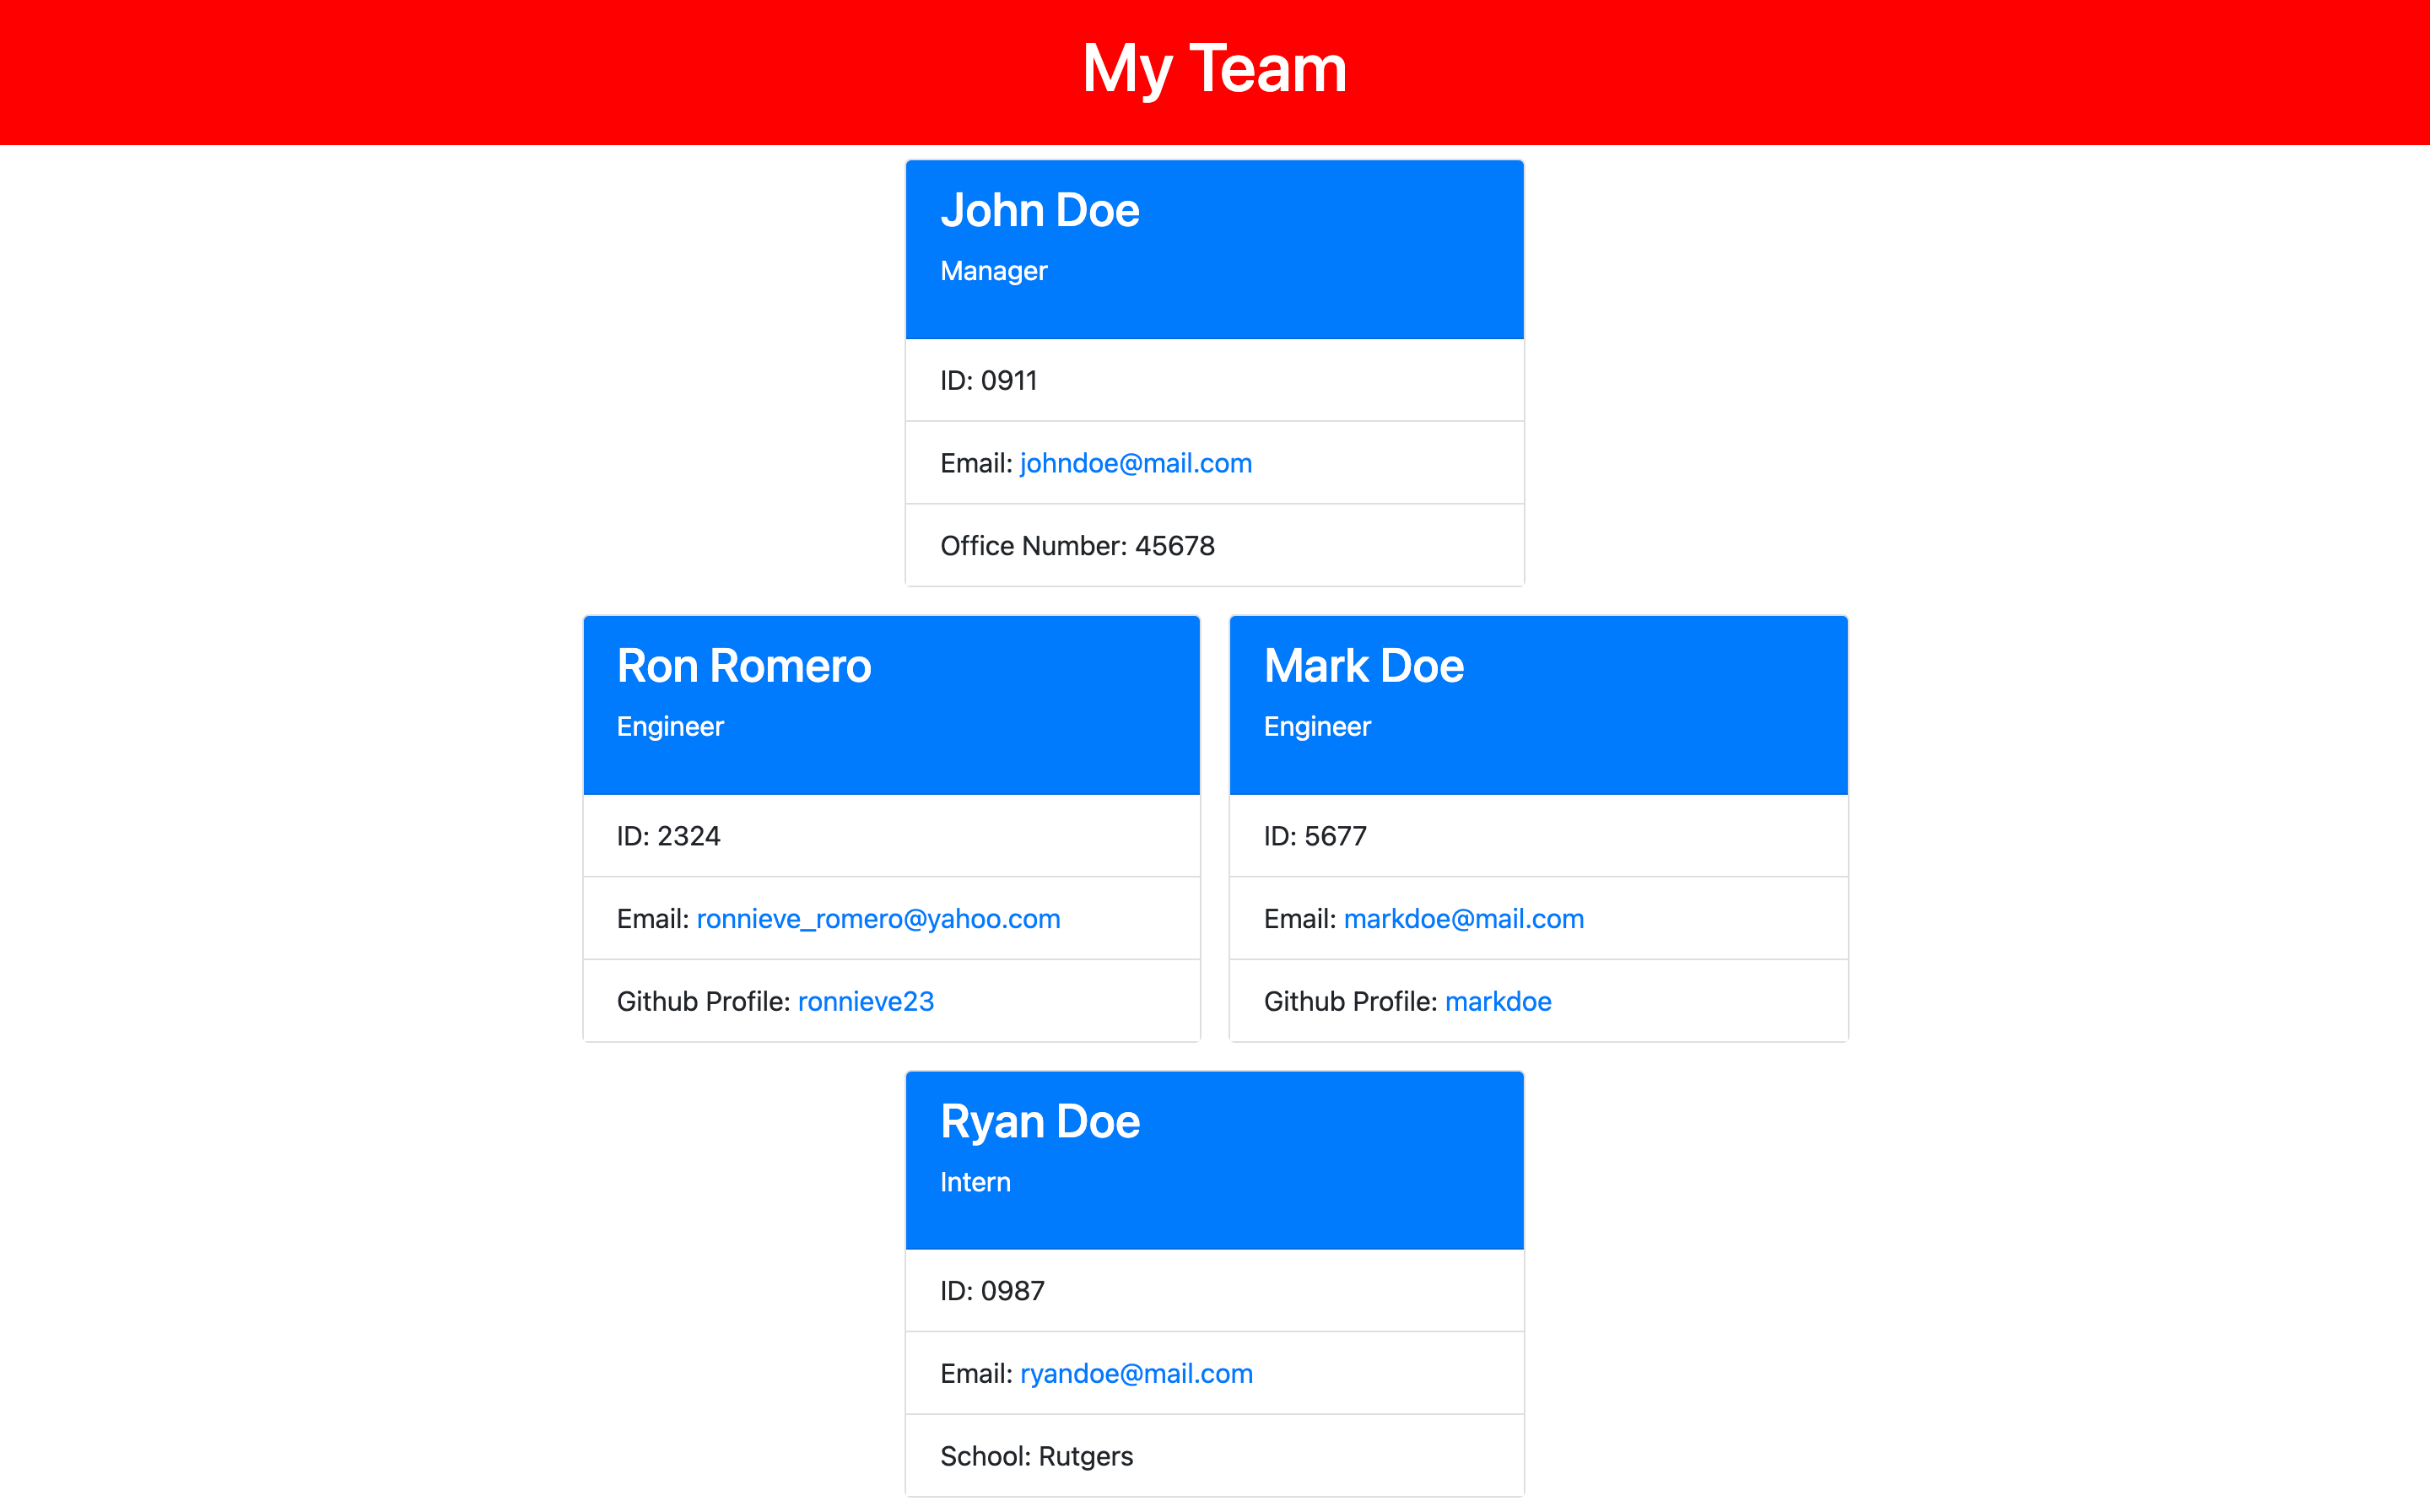 My Team
John Doe
Manager
ID: 0911
Email: johndoe@mail.com
Office Number: 45678
Ron Romero
Engineer
ID: 2324
Email: ronnieve_romero@yahoo.com
Github Profile: ronnieve23
Mark Doe
Engineer
ID: 5677
Email: markdoe@mail.com
Github Profile: markdoe
Ryan Doe
Intern
ID: 0987
Email: ryandoe@mail.com
School: Rutgers